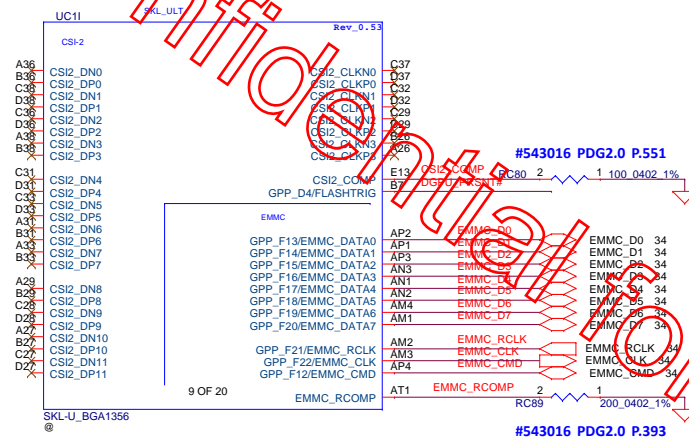 UC1I
SKL_ULT
Rev_0.53
CSI-2
A36 CSI2_DN0 CSI2_CLKN0 C37
B36 CSI2_DP0 CSI2_CLKP0 D37
C38 CSI2_DN1 CSI2_CLKN1 C32
D38 CSI2_DP1 CSI2_CLKP1 D32
C36 CSI2_DN2 CSI2_CLKN2 C29
D36 CSI2_DP2 CSI2_CLKP2 D29
A38 CSI2_DN3 CSI2_CLKN3 B26
B38 CSI2_DP3 CSI2_CLKP3 A26
#543016 PDG2.0 P.551
C31 CSI2_DN4 CSI2_COMP E13 CSI2_COMP RC80 2 1 100_0402_1%
D31 CSI2_DP4 GPP_D4/FLASHTRIG B7 DGPU_PRSNT#
C33 CSI2_DN5
D33 CSI2_DP5
A31 CSI2_DN6
B31 CSI2_DP6
A33 CSI2_DN7
B33 CSI2_DP7
EMMC
GPP_F13/EMMC_DATA0 AP2 EMMC_D0 EMMC_D0 34
GPP_F14/EMMC_DATA1 AP1 EMMC_D1 EMMC_D1 34
GPP_F15/EMMC_DATA2 AP3 EMMC_D2 EMMC_D2 34
GPP_F16/EMMC_DATA3 AN3 EMMC_D3 EMMC_D3 34
A29 CSI2_DN8 GPP_F17/EMMC_DATA4 AN1 EMMC_D4 EMMC_D4 34
B29 CSI2_DP8 GPP_F18/EMMC_DATA5 AN2 EMMC_D5 EMMC_D5 34
C28 CSI2_DN9 GPP_F19/EMMC_DATA6 AM4 EMMC_D6 EMMC_D6 34
D28 CSI2_DP9 GPP_F20/EMMC_DATA7 AM1 EMMC_D7 EMMC_D7 34
A27 CSI2_DN10
B27 CSI2_DP10 GPP_F21/EMMC_RCLK AM2 EMMC_RCLK EMMC_RCLK 34
C27 CSI2_DN11 GPP_F22/EMMC_CLK AM3 EMMC_CLK EMMC_CLK 34
D27 CSI2_DP11 GPP_F12/EMMC_CMD AP4 EMMC_CMD EMMC_CMD 34
9 OF 20
EMMC_RCOMP AT1 EMMC_RCOMP RC89 2 1 200_0402_1%
SKL-U_BGA1356
@
#543016 PDG2.0 P.393